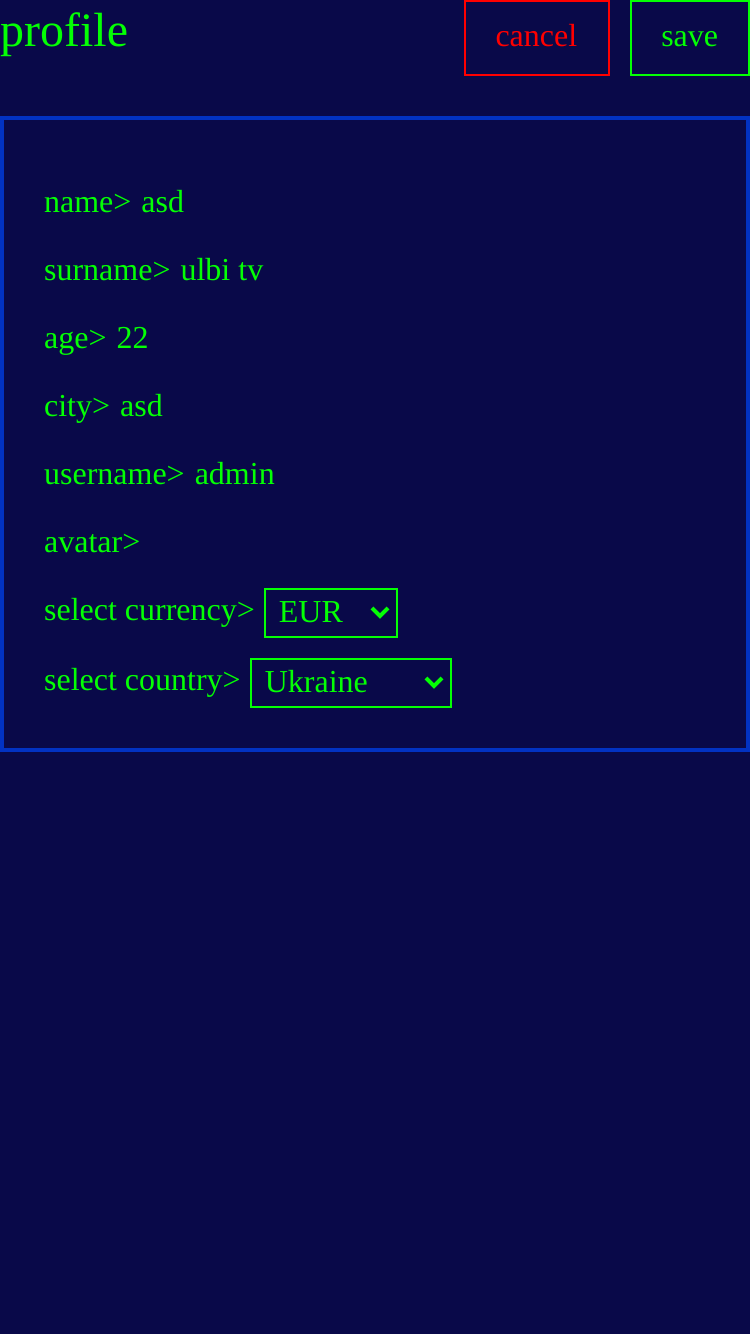 profile
cancel
save
name> asd
surname> ulbi tv
age> 22
city> asd
username> admin
avatar>
select currency> EUR
select country> Ukraine